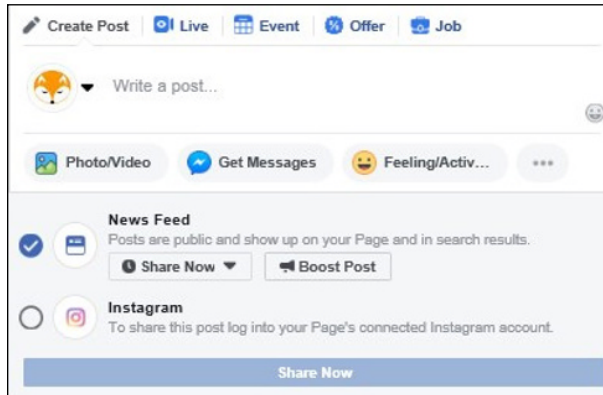 Create Post Live Event Offer Job
Write a post...
Photo/Video Get Messages Feeling/Activ... 
News Feed
Posts are public and show up on your Page and in search results.
Share Now Boost Post
Instagram
To share this post log into your Page's connected Instagram account.
Share Now